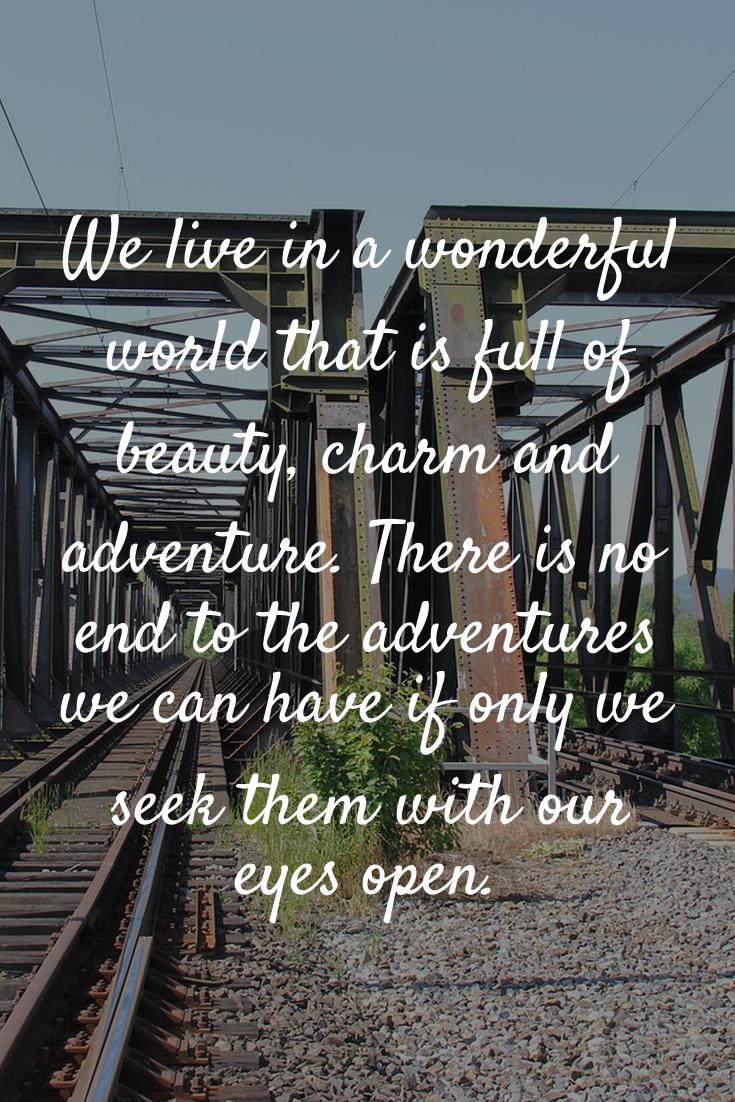 We live in a wonderful
world that is full of
beauty, charm and
adventure. There is no
end to the adventures
we can have if only we
seek them with our
eyes open.